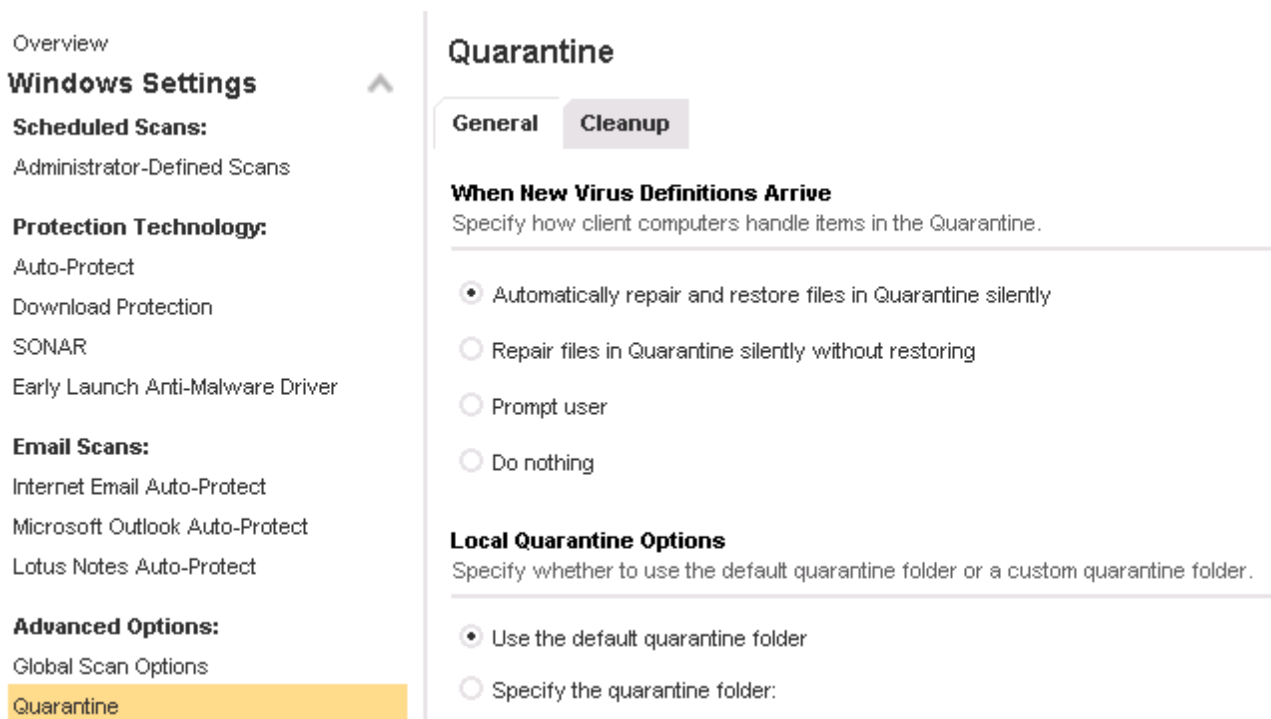 Overview
Windows Settings
Scheduled Scans:
Administrator-Defined Scans
Protection Technology:
Auto-Protect
Download Protection
SONAR
Early Launch Anti-Malware Driver
Email Scans:
Internet Email Auto-Protect
Microsoft Outlook Auto-Protect
Lotus Notes Auto-Protect
Advanced Options:
Global Scan Options
Quarantine
Quarantine
General
Cleanup
When New Virus Definitions Arrive
Specify how client computers handle items in the Quarantine.
Automatically repair and restore files in Quarantine silently
Repair files in Quarantine silently without restoring
Prompt user
Do nothing
Local Quarantine Options
Specify whether to use the default quarantine folder or a custom quarantine folder.
Use the default quarantine folder
Specify the quarantine folder: